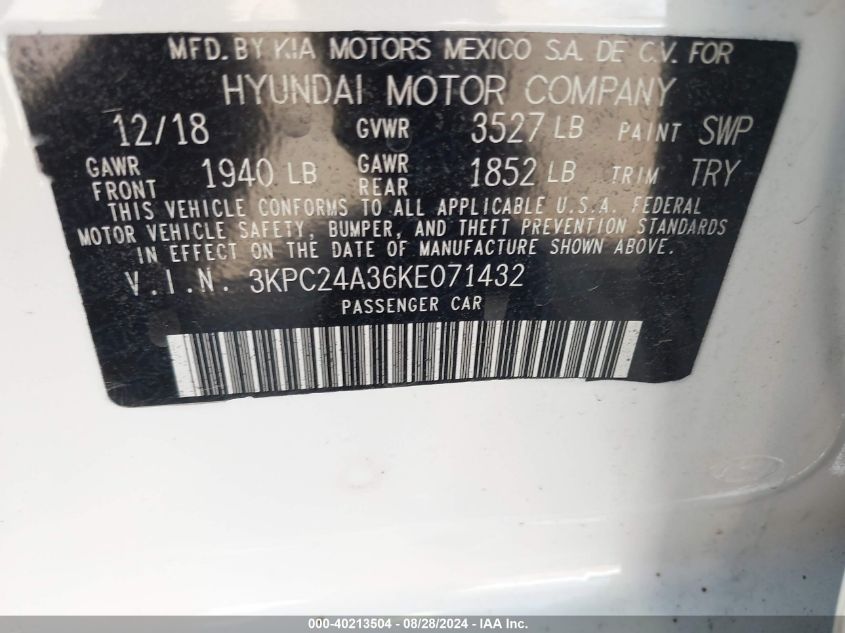 MFD. BY KIA MOTORS MEXICO S.A. DE C.V. FOR
HYUNDAI MOTOR COMPANY
12/18 GVWR 3527 LB PAINT SWP
GAWR FRONT 1940 LB GAWR REAR 1852 LB TRIM TRY
THIS VEHICLE CONFORMS TO ALL APPLICABLE U.S.A. FEDERAL
MOTOR VEHICLE SAFETY, BUMPER, AND THEFT PREVENTION STANDARDS
IN EFFECT ON THE DATE OF MANUFACTURE SHOWN ABOVE.
V.I.N. 3KPC24A36KE071432
PASSENGER CAR
000-40213504 - 08/28/2024 - IAA Inc.